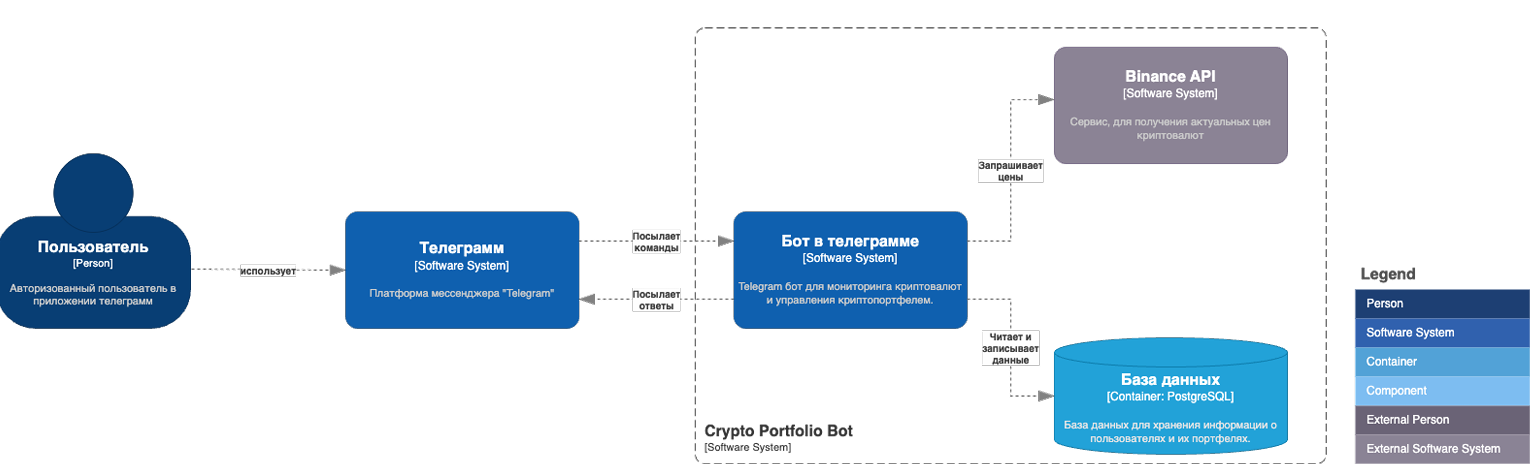 Пользователь
[Person]
Авторизованный пользователь в
приложении телеграмм
использует
Телеграмм
[Software System]
Платформа мессенджера "Telegram"
Посылает
команды
Посылает
ответы
Бот в телеграмме
[Software System]
Telegram бот для мониторинга криптовалют
и управления криптопортфелем.
Запрашивает
цены
Binance API
[Software System]
Сервис, для получения актуальных цен
криптовалют
Читает и
записывает
данные
База данных
[Container: PostgreSQL]
База данных для хранения информации о
пользователях и их портфелях.
Crypto Portfolio Bot
[Software System]
Legend
Person
Software System
Container
Component
External Person
External Software System